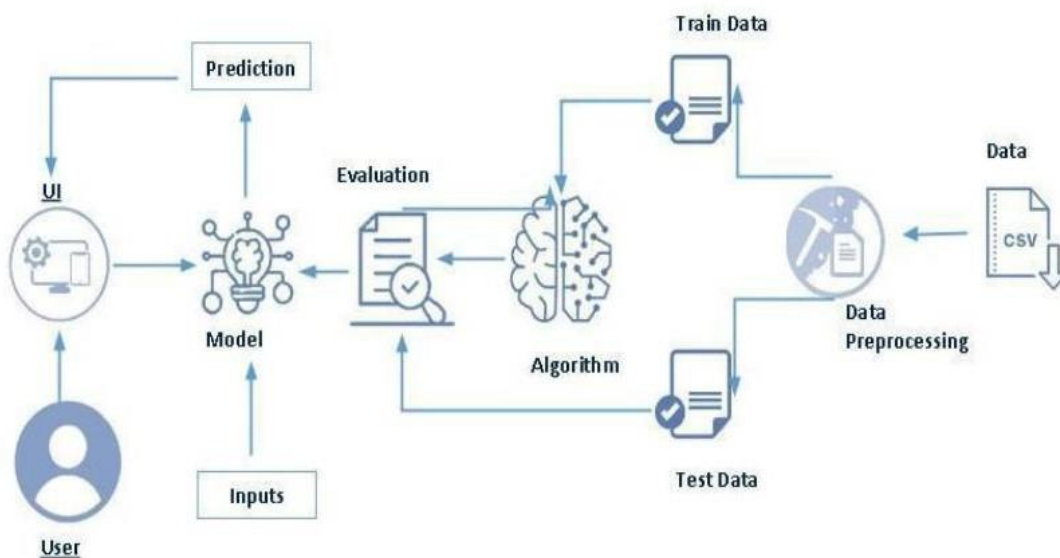 Train Data
Prediction
Data
Evaluation
UI
CSV
Model
Data
Preprocessing
Algorithm
Test Data
Inputs
User